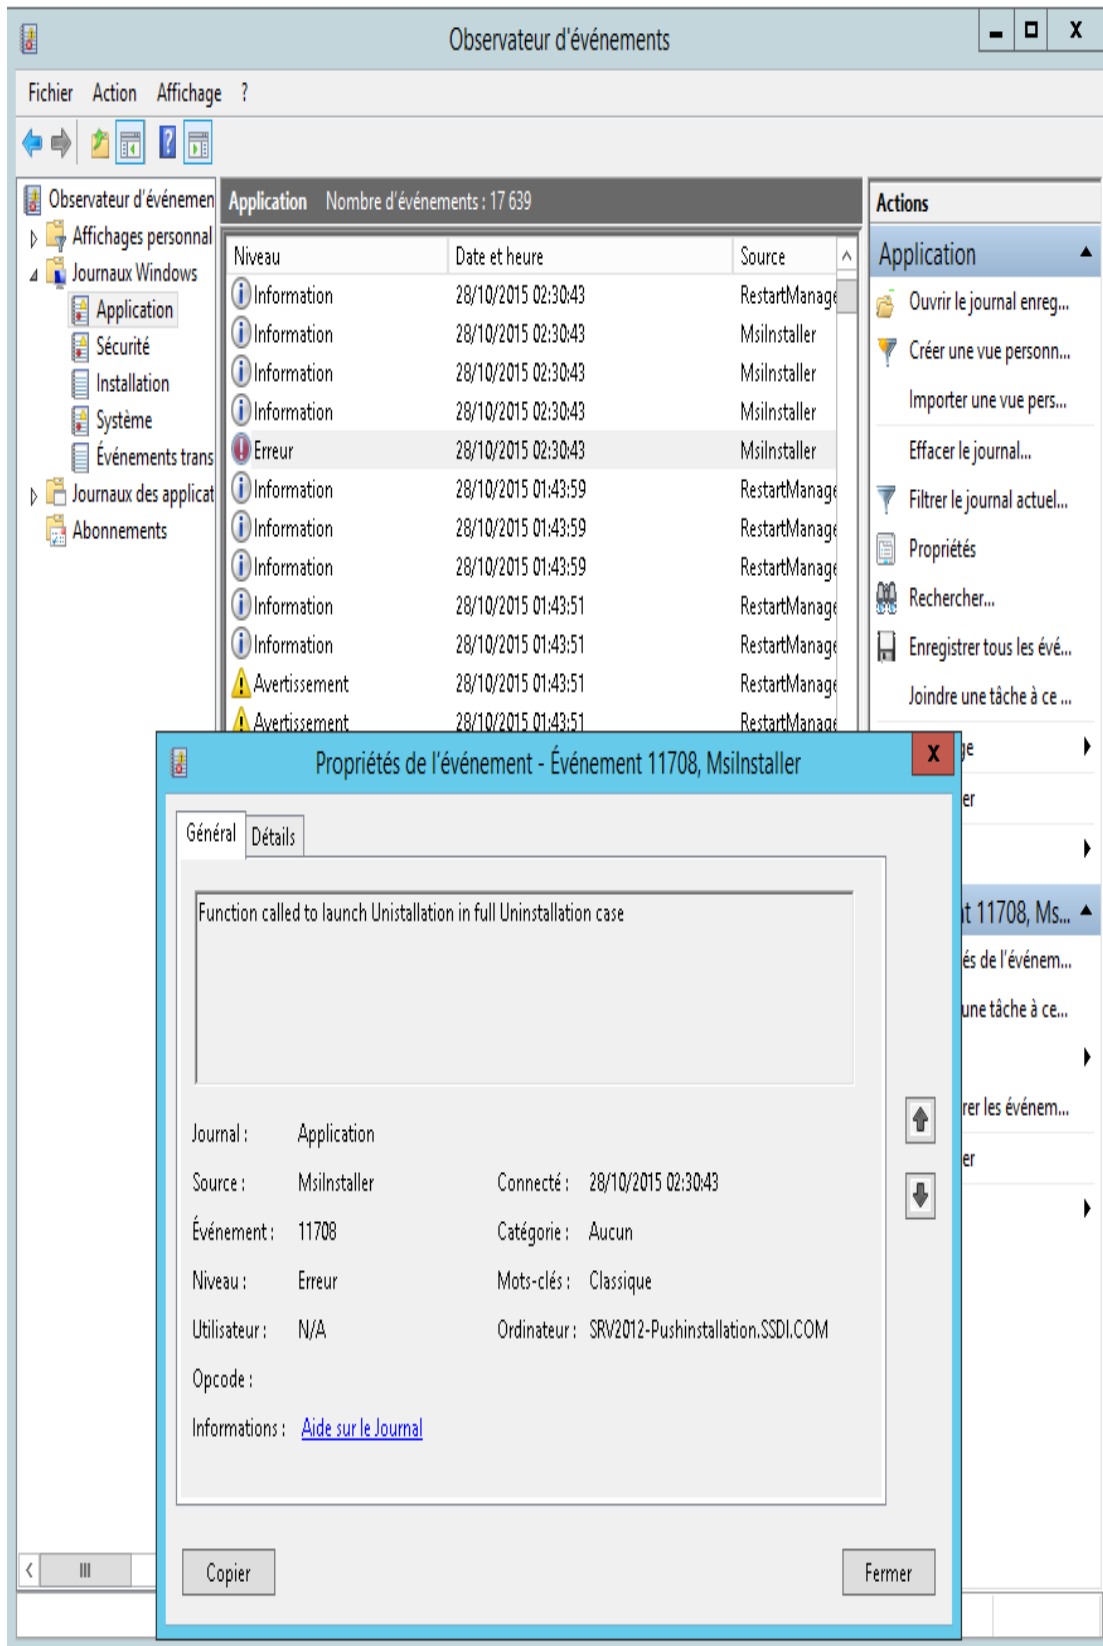 Observateur d'événements
Fichier Action Affichage ?
Observateur d'événemen
Affichages personnal
Journaux Windows
Application
Sécurité
Installation
Système
Événements trans
Journaux des applicat
Abonnements
Application Nombre d'événements : 17 639
Niveau Date et heure Source
Information 28/10/2015 02:30:43 RestartManage
Information 28/10/2015 02:30:43 MsiInstaller
Information 28/10/2015 02:30:43 MsiInstaller
Information 28/10/2015 02:30:43 MsiInstaller
Erreur 28/10/2015 02:30:43 MsiInstaller
Information 28/10/2015 01:43:59 RestartManage
Information 28/10/2015 01:43:59 RestartManage
Information 28/10/2015 01:43:59 RestartManage
Information 28/10/2015 01:43:51 RestartManage
Information 28/10/2015 01:43:51 RestartManage
Avertissement 28/10/2015 01:43:51 RestartManage
Avertissement 28/10/2015 01:43:51 RestartManage
Actions
Application
Ouvrir le journal enreg...
Créer une vue personn...
Importer une vue pers...
Effacer le journal...
Filtrer le journal actuel...
Propriétés
Rechercher...
Enregistrer tous les évé...
Joindre une tâche à ce ...
ge
er
it 11708, Ms...
és de l'événem...
une tâche à ce...
rer les événem...
er
Propriétés de l'événement - Événement 11708, MsiInstaller
Général Détails
Function called to launch Unistallation in full Uninstallation case
Journal : Application
Source : MsiInstaller Connecté : 28/10/2015 02:30:43
Événement : 11708 Catégorie : Aucun
Niveau : Erreur Mots-clés : Classique
Utilisateur : N/A Ordinateur : SRV2012-Pushinstallation.SSDI.COM
Opcode :
Informations : Aide sur le Journal
Copier Fermer